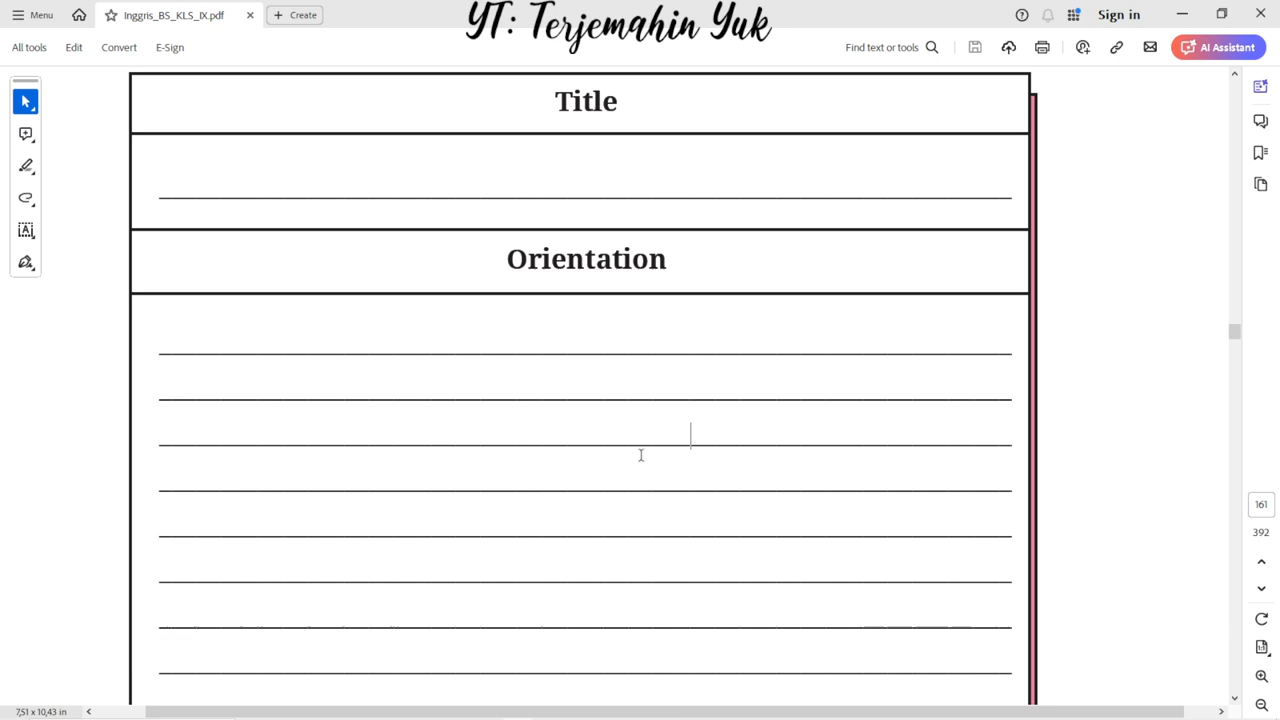 Menu
Inggris_BS_KLS_IX.pdf
Create
YT: Terjemahin Yuk
Sign in
All tools
Edit
Convert
E-Sign
Find text or tools
AI Assistant
Title
Orientation
161
392
7,51 x 10,43 in